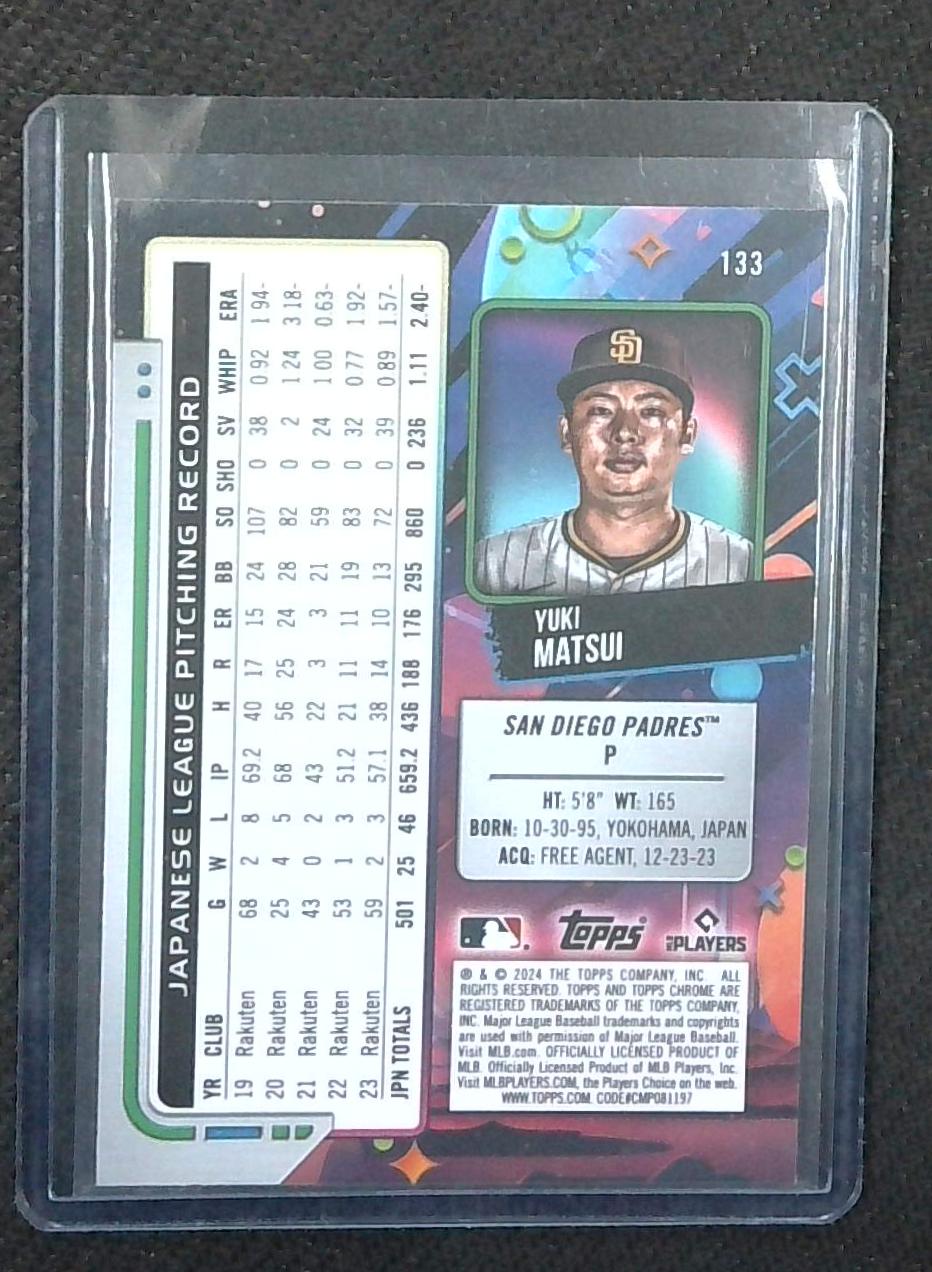 133
SD
YUKI
MATSUI
SAN DIEGO PADRES™
P
HT: 5'8" WT: 165
BORN: 10-30-95, YOKOHAMA, JAPAN
ACQ: FREE AGENT, 12-23-23
topps
MLB PLAYERS
® & © 2024 THE TOPPS COMPANY, INC. ALL
RIGHTS RESERVED. TOPPS AND TOPPS CHROME ARE
REGISTERED TRADEMARKS OF THE TOPPS COMPANY,
INC. Major League Baseball trademarks and copyrights
are used with permission of Major League Baseball.
Visit MLB.com. OFFICIALLY LICENSED PRODUCT OF
MLB. Officially Licensed Product of MLB Players, Inc.
Visit MLBPLAYERS.COM, the Players Choice on the web.
WWW.TOPPS.COM. CODE#CMP081197
JAPANESE LEAGUE PITCHING RECORD
YR CLUB G W L IP H R ER BB SO SHO SV WHIP ERA
19 Rakuten 68 2 8 69.2 40 17 15 24 107 0 38 0.92 1.94-
20 Rakuten 25 4 5 68 56 25 24 28 82 0 2 1.24 3.18-
21 Rakuten 43 0 2 43 22 3 3 21 59 0 24 1.00 0.63-
22 Rakuten 53 1 3 51.2 21 11 11 19 83 0 32 0.77 1.92-
23 Rakuten 59 2 3 57.1 38 14 10 13 72 0 39 0.89 1.57-
JPN TOTALS 501 25 46 659.2 436 188 176 295 860 0 236 1.11 2.40-